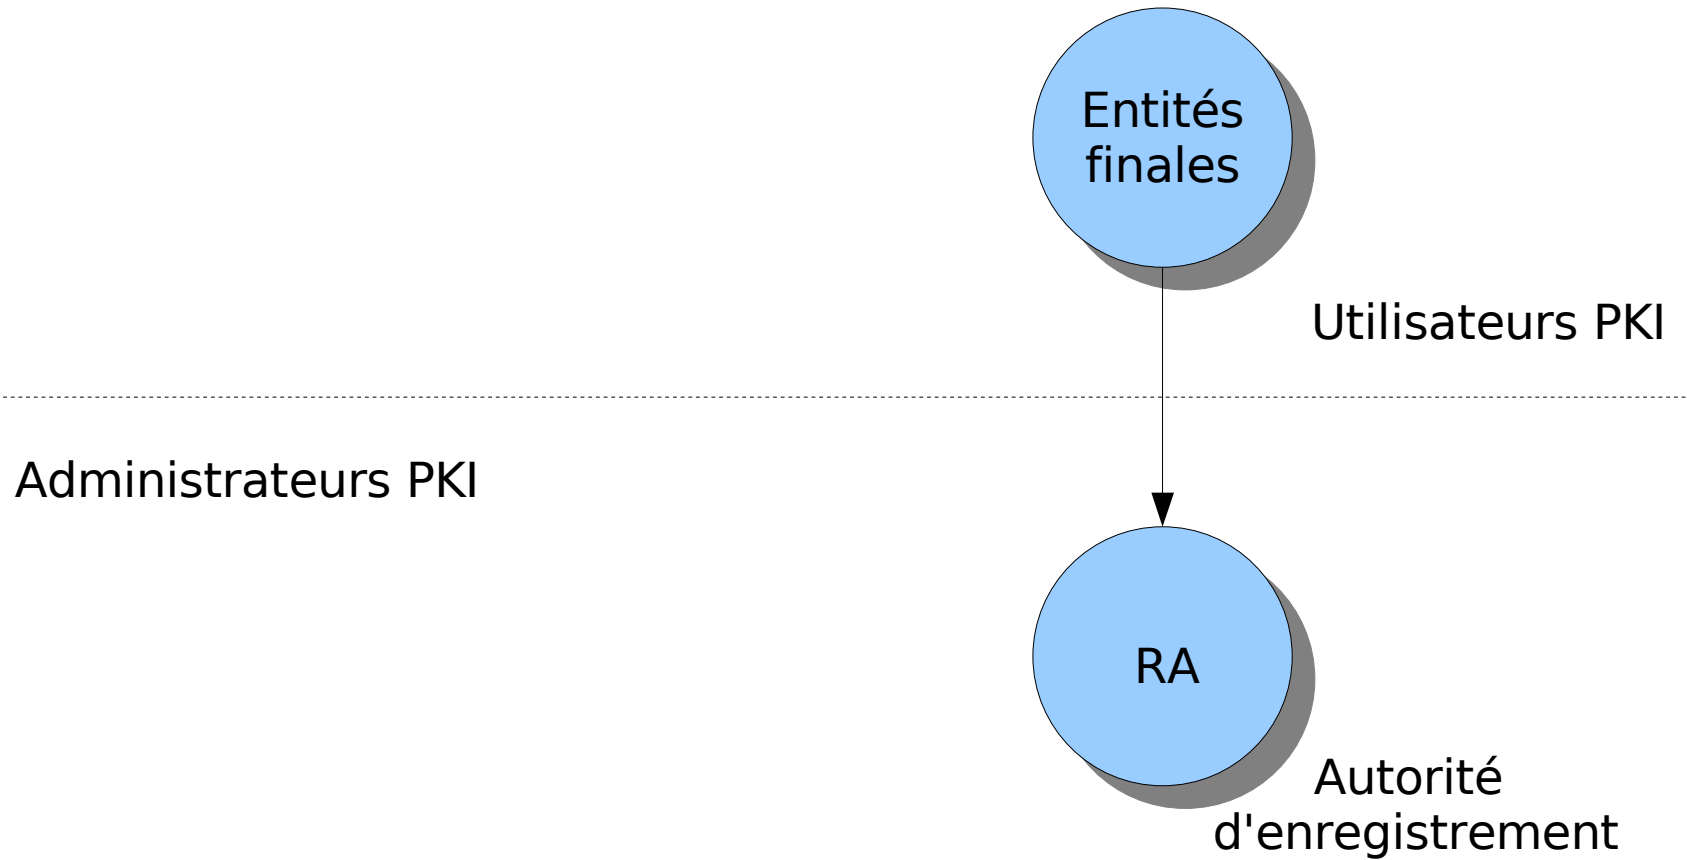 Entités
finales
Utilisateurs PKI
Administrateurs PKI
RA
Autorité
d'enregistrement